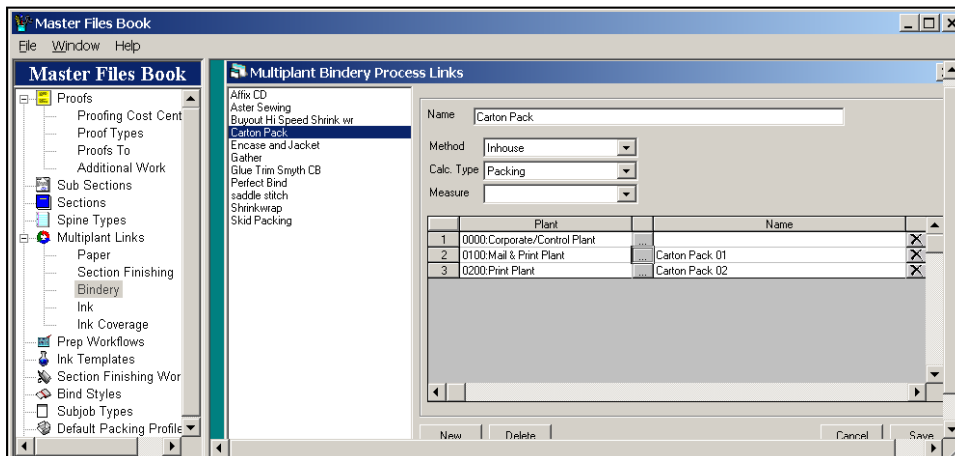 Master Files Book
File Window Help
Master Files Book
Proofs
Proofing Cost Cent
Proof Types
Proofs To
Additional Work
Sub Sections
Sections
Spine Types
Multiplant Links
Paper
Section Finishing
Bindery
Ink
Ink Coverage
Prep Workflows
Ink Templates
Section Finishing Wor
Bind Styles
Subjob Types
Default Packing Profile
Multiplant Bindery Process Links
Affix CD
Aster Sewing
Buyout Hi Speed Shrink wr
Carton Pack
Encase and Jacket
Gather
Glue Trim Smyth CB
Perfect Bind
saddle stitch
Shrinkwrap
Skid Packing
Name Carton Pack
Method Inhouse
Calc. Type Packing
Measure
Plant Name
1 0000:Corporate/Control Plant ... X
2 0100:Mail & Print Plant ... Carton Pack 01 X
3 0200:Print Plant ... Carton Pack 02 X
New Delete Cancel Save